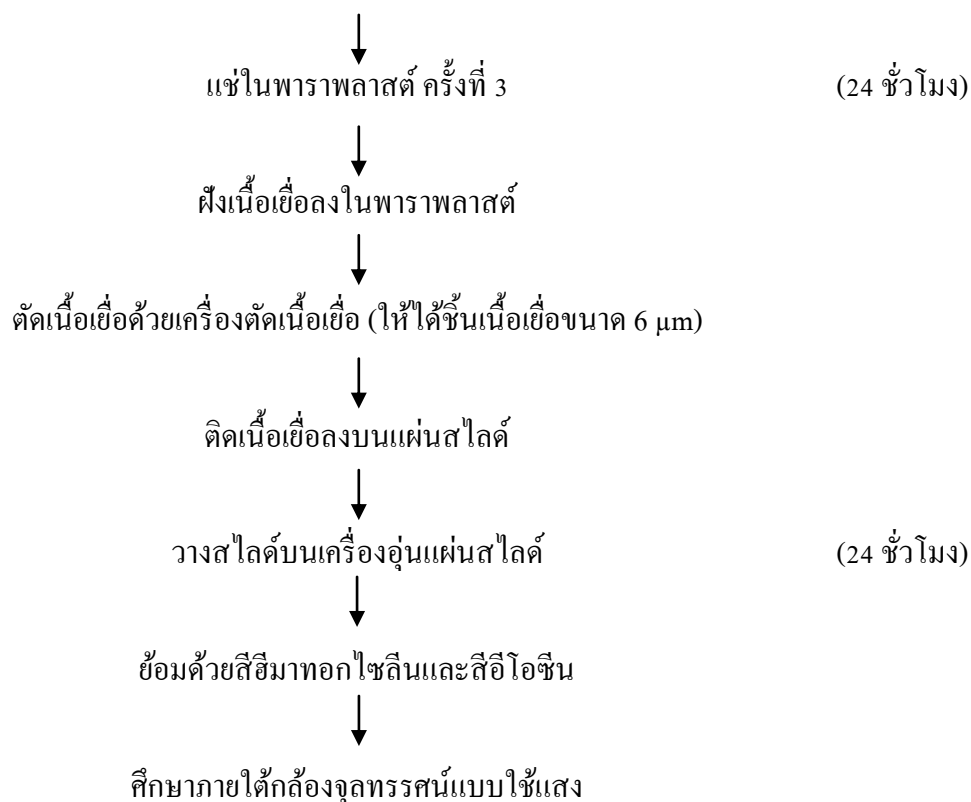 แช่ในพาราพลาสต์ ครั้งที่ 3 (24 ชั่วโมง)
ฝังเนื้อเยื่อลงในพาราพลาสต์
ตัดเนื้อเยื่อด้วยเครื่องตัดเนื้อเยื่อ (ให้ได้ชิ้นเนื้อเยื่อขนาด 6 µm)
ติดเนื้อเยื่อลงบนแผ่นสไลด์
วางสไลด์บนเครื่องอุ่นแผ่นสไลด์ (24 ชั่วโมง)
ย้อมด้วยสีฮีมาทอกไซลีนและสีอีโอซีน
ศึกษาภายใต้กล้องจุลทรรศน์แบบใช้แสง